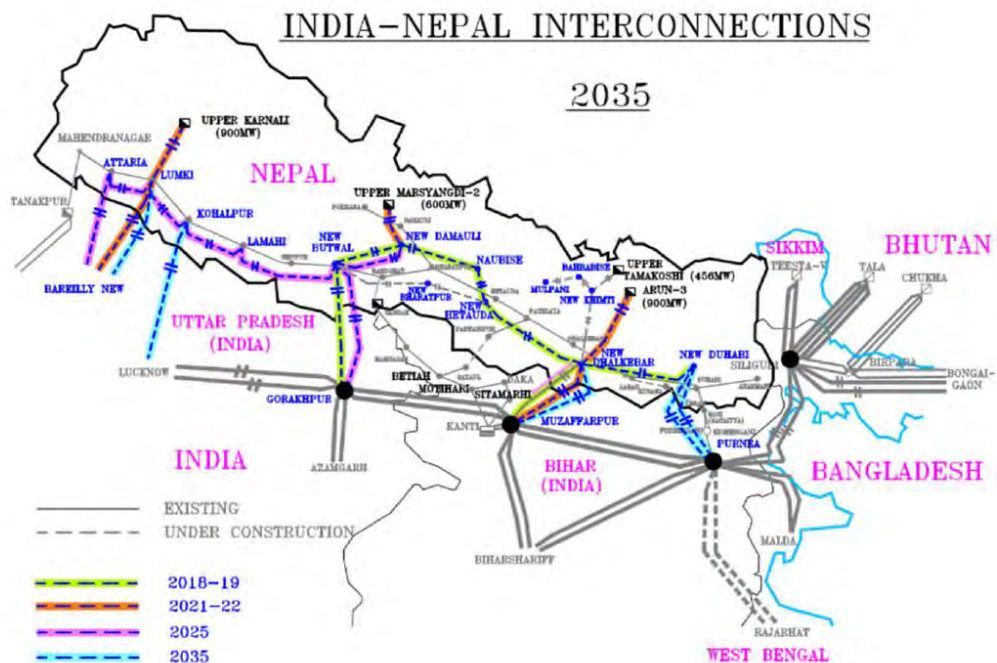 INDIA-NEPAL INTERCONNECTIONS
2035
UPPER KARNALI
(900MW)
MAHENDRANAGAR
ATTARIA
LUMKI
NEPAL
TANAKPUR
KOHALPUR
UPPER MARSYANGDI-2
(600MW)
LAMAHI
NEW
BUTWAL
NEW DAMAULI
NAUBISE
BAHRABISE
UPPER
TAMAKOSHI (456MW)
MULPANI
NEW KHIMTI
ARUN-3
(900MW)
SIKKIM
BHUTAN
TEESTA-V
TALA
CHUKHA
BAREILLY NEW
NEW
BHARATPUR
HETAUDA
NEW
HETAUDA
PATHLAIA
UTTAR PRADESH
(INDIA)
NEW
DHALKEBAR
NEW DUHABI
SILIGURI
BIRPARA
BONGAI-
GAON
LUCKNOW
BETIAH
MOTIHARI
RAXAUL
DAKA
SITAMARHI
GORAKHPUR
KANTI
MUZAFFARPUR
PURNEA
INDIA
AZAMGARH
BIHAR
(INDIA)
BANGLADESH
EXISTING
UNDER CONSTRUCTION
MALDA
BIHARSHARIFF
2018-19
2021-22
2025
2035
RAJARHAT
WEST BENGAL